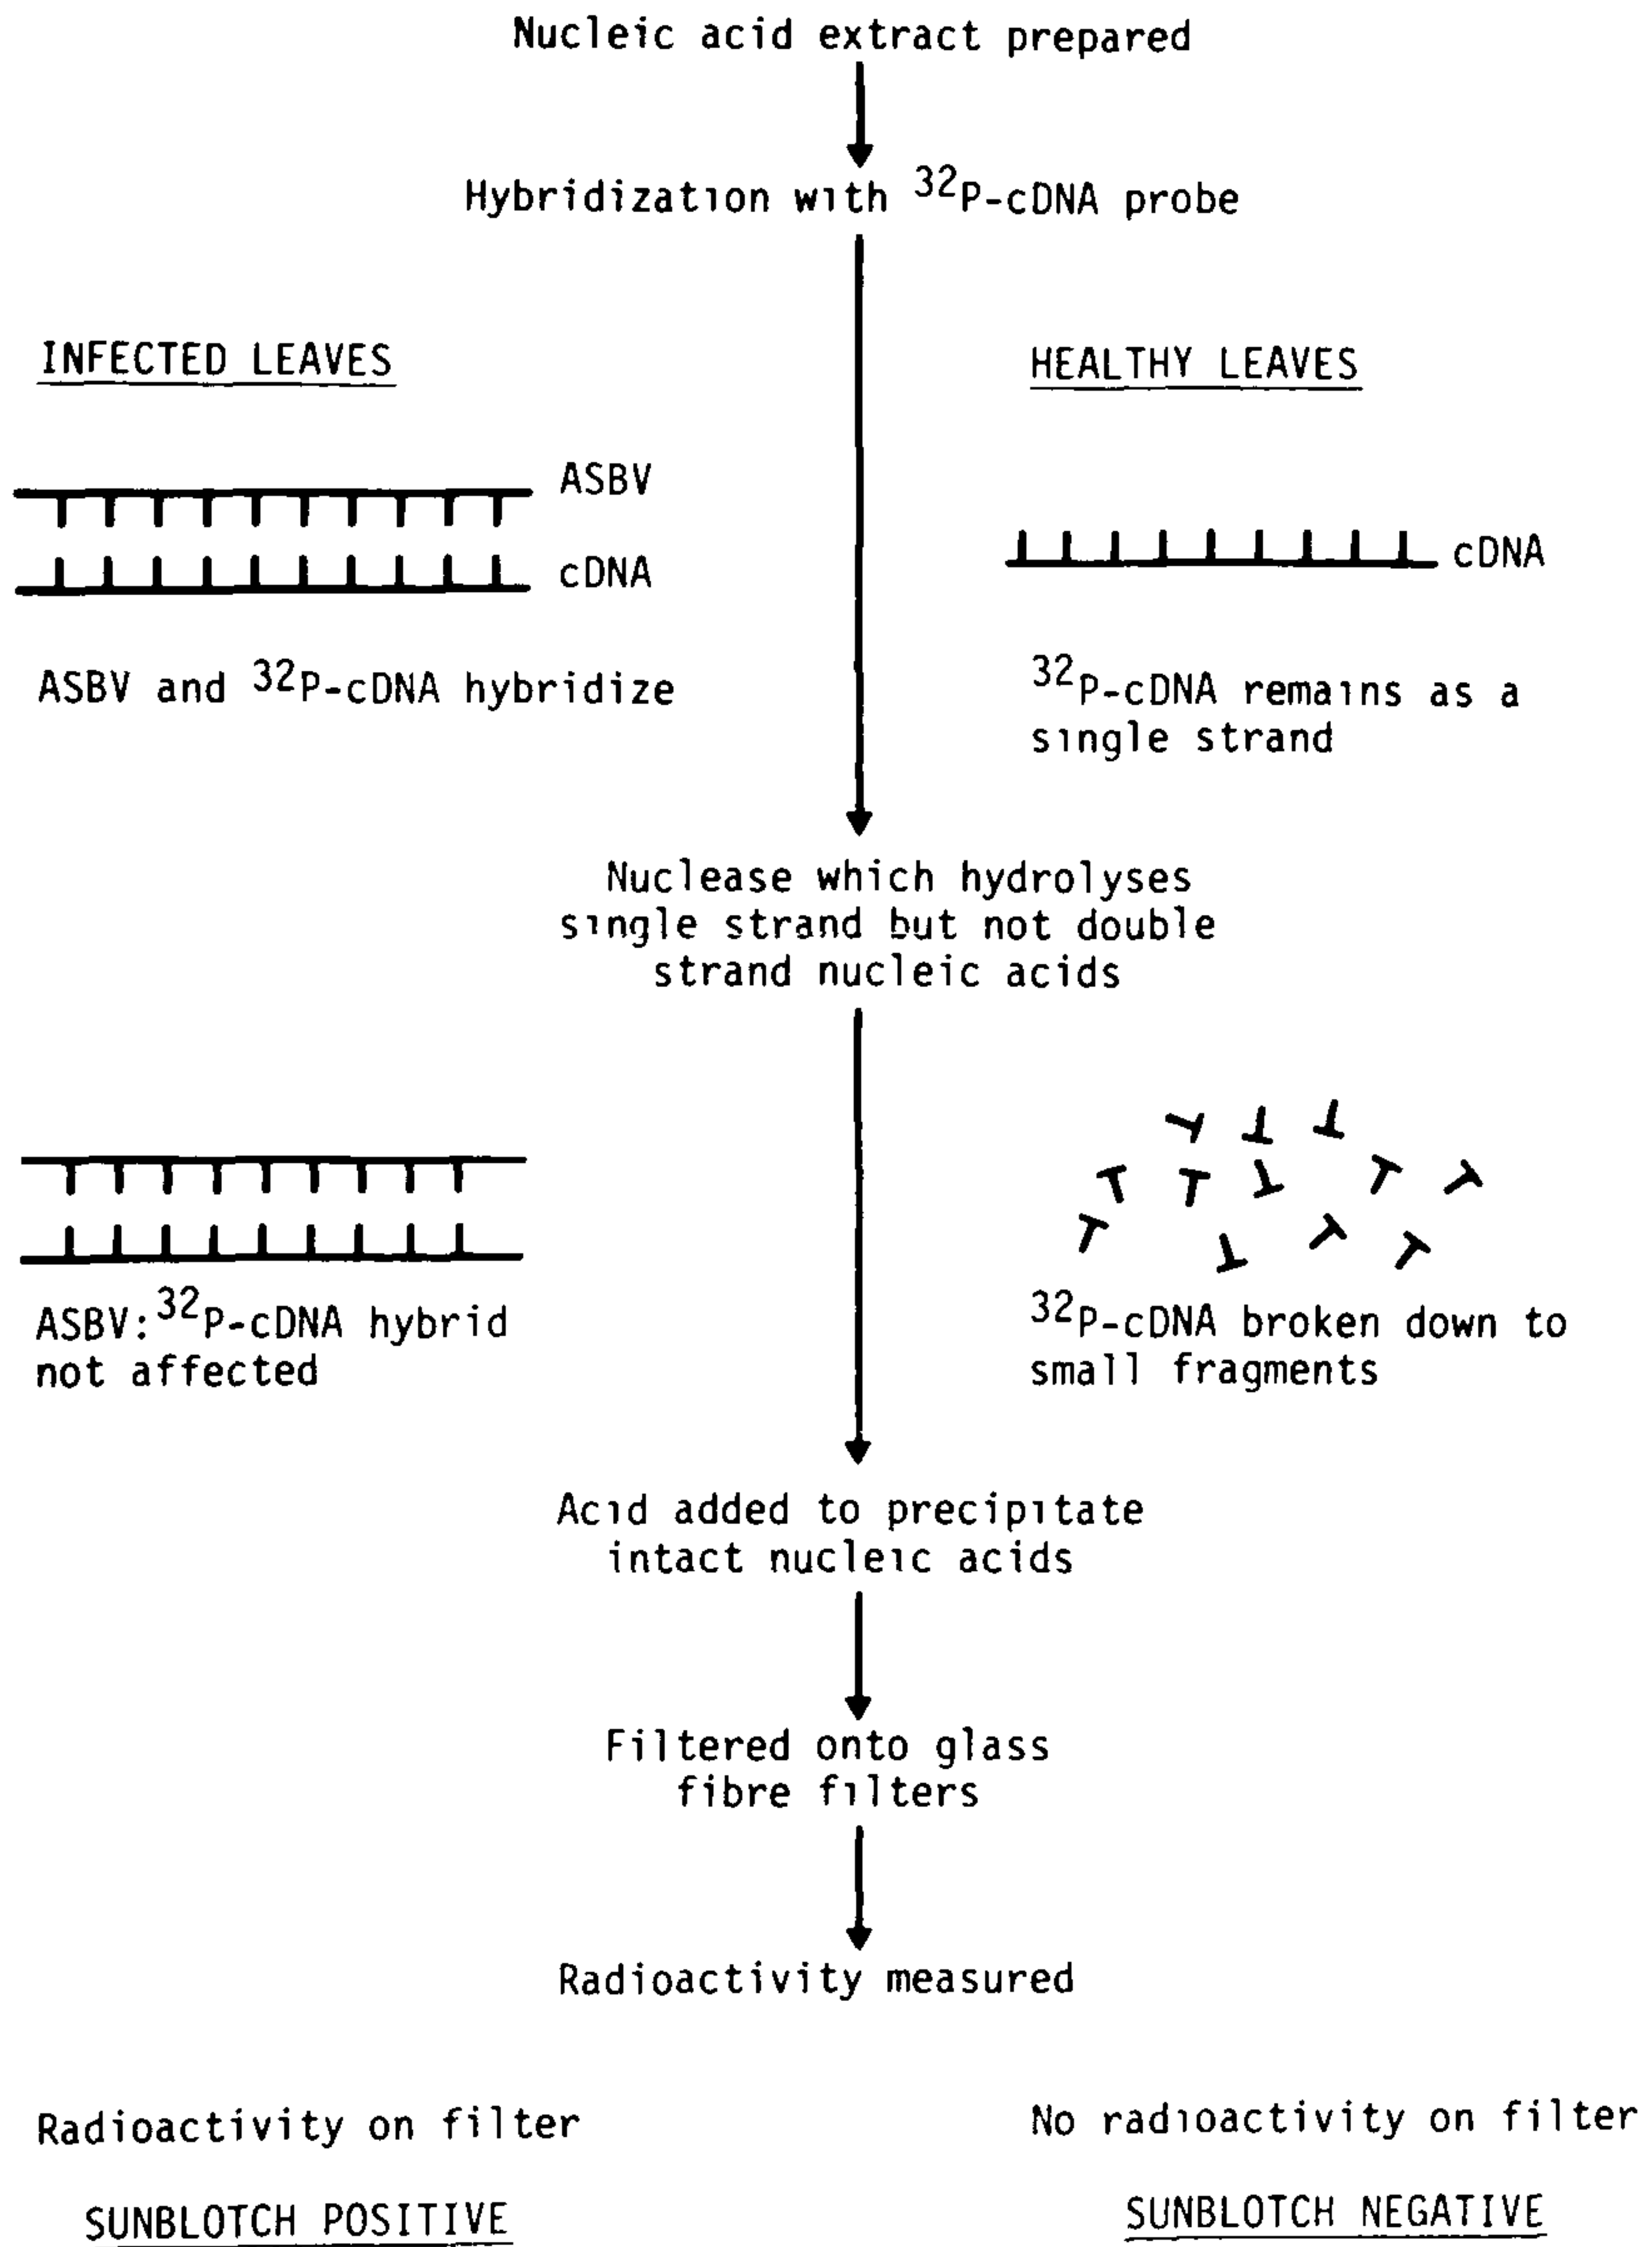 Nucleic acid extract prepared
Hybridization with ³²P-cDNA probe
INFECTED LEAVES
HEALTHY LEAVES
ASBV
cDNA
cDNA
ASBV and ³²P-cDNA hybridize
³²P-cDNA remains as a
single strand
Nuclease which hydrolyses
single strand but not double
strand nucleic acids
ASBV:³²P-cDNA hybrid
not affected
³²P-cDNA broken down to
small fragments
Acid added to precipitate
intact nucleic acids
Filtered onto glass
fibre filters
Radioactivity measured
Radioactivity on filter
No radioactivity on filter
SUNBLOTCH POSITIVE
SUNBLOTCH NEGATIVE